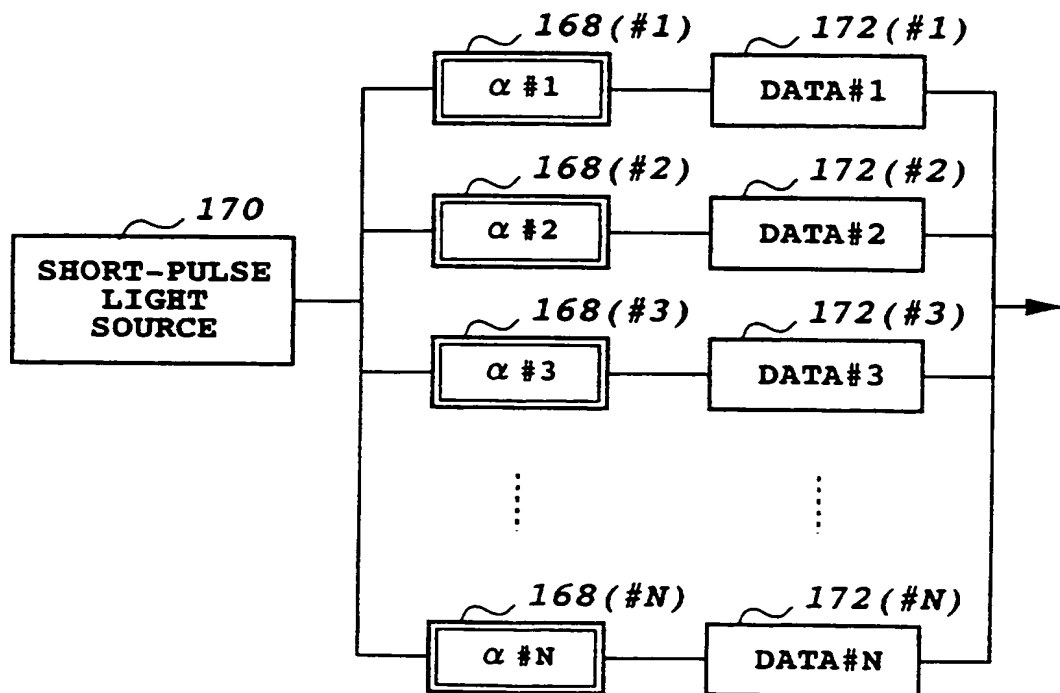 168(#1)
172(#1)
α #1
DATA#1
168(#2)
172(#2)
170
α #2
DATA#2
SHORT-PULSE
LIGHT
SOURCE
168(#3)
172(#3)
α #3
DATA#3
168(#N)
172(#N)
α #N
DATA#N